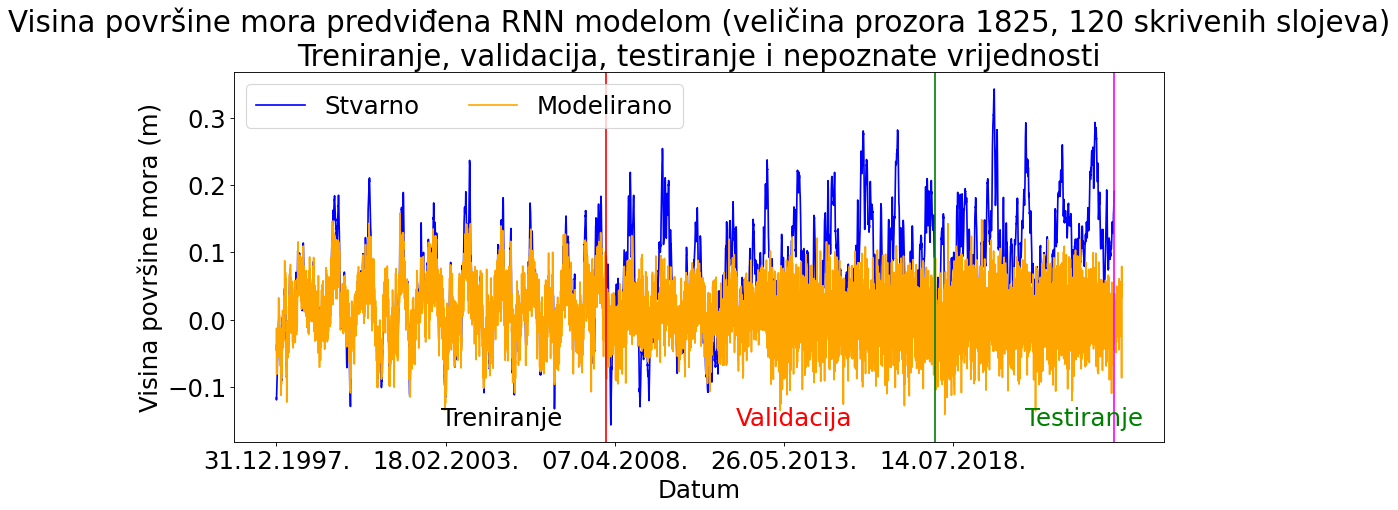 Visina površine mora predviđena RNN modelom (veličina prozora 1825, 120 skrivenih slojeva)
Treniranje, validacija, testiranje i nepoznate vrijednosti
Stvarno Modelirano
Visina površine mora (m)
0.3
0.2
0.1
0.0
−0.1
Treniranje Validacija Testiranje
31.12.1997. 18.02.2003. 07.04.2008. 26.05.2013. 14.07.2018.
Datum